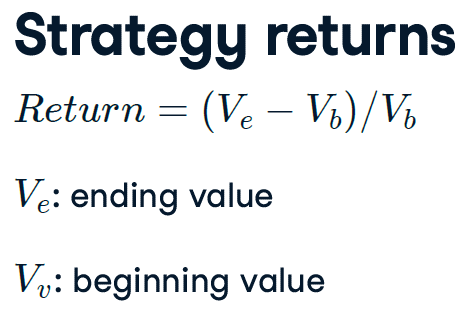 Strategy returns
Return = (V_e − V_b)/V_b
V_e: ending value
V_v: beginning value